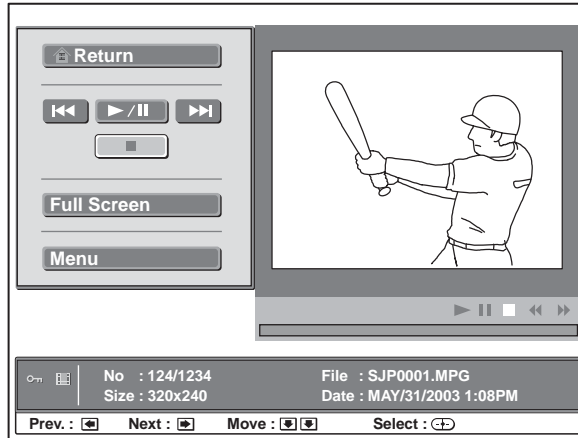 Return
Full Screen
Menu
No : 124/1234
File : SJP0001.MPG
Size : 320x240
Date : MAY/31/2003 1:08PM
Prev. : Next : Move : Select :